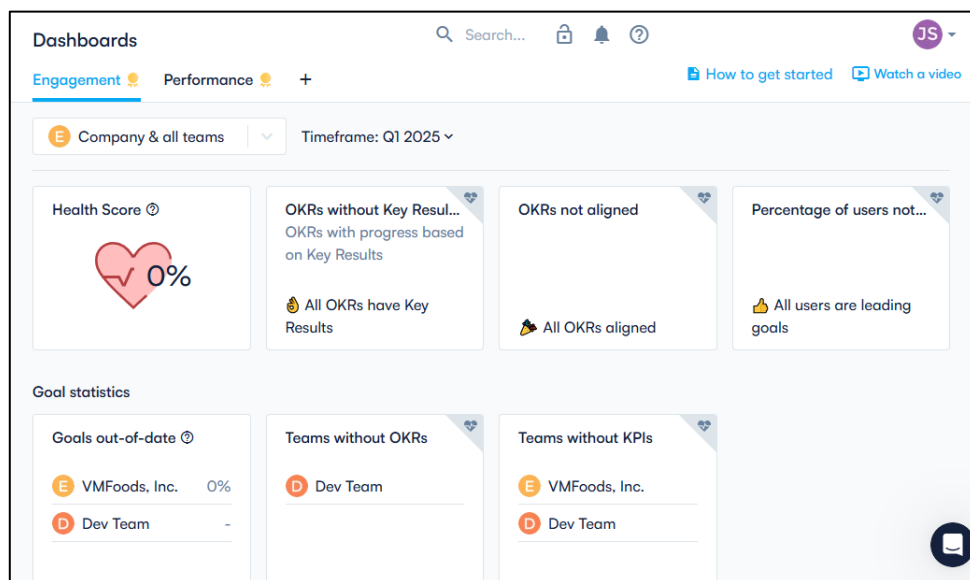 Dashboards
Search...
JS
Engagement
Performance
+
How to get started
Watch a video
E Company & all teams
Timeframe: Q1 2025
Health Score
0%
OKRs without Key Resul...
OKRs with progress based
on Key Results
All OKRs have Key
Results
OKRs not aligned
All OKRs aligned
Percentage of users not...
All users are leading
goals
Goal statistics
Goals out-of-date
E VMFoods, Inc. 0%
D Dev Team -
Teams without OKRs
D Dev Team
Teams without KPIs
E VMFoods, Inc.
D Dev Team